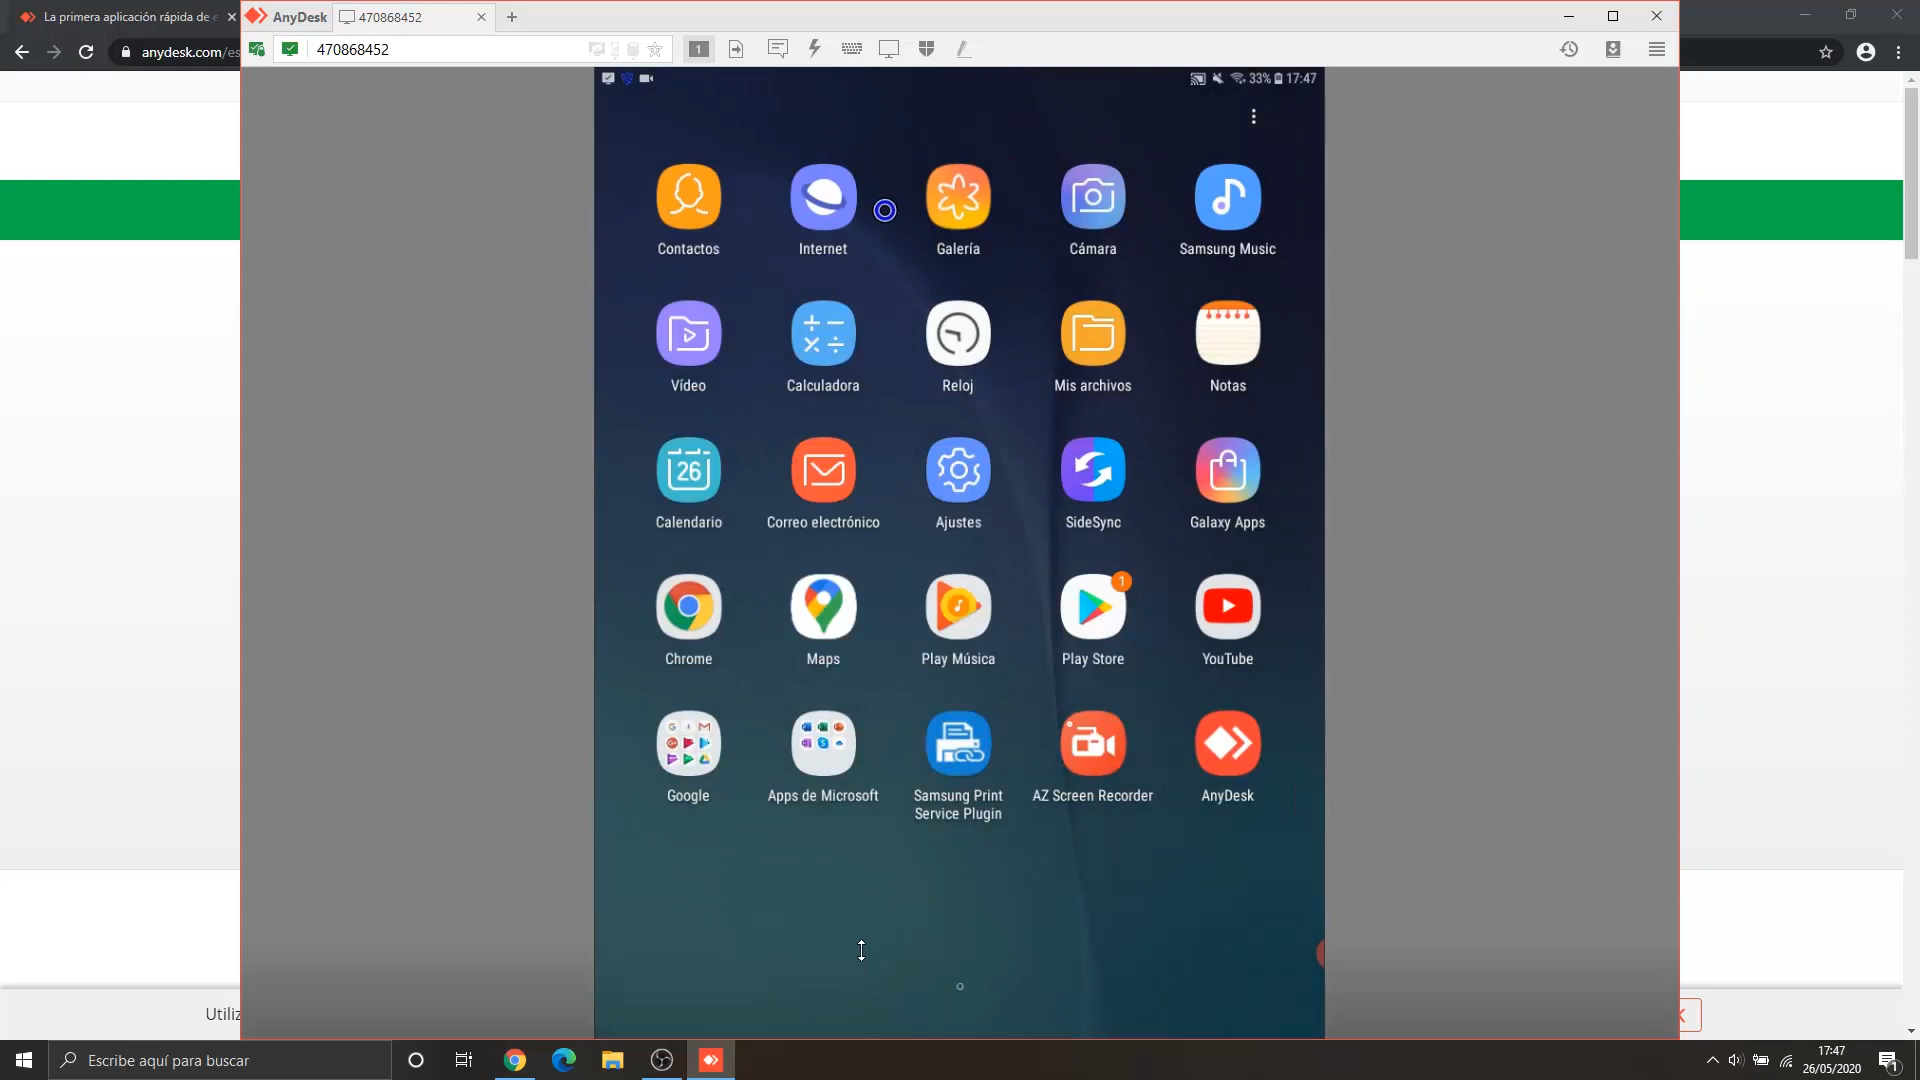 La primera aplicación rápida de e
AnyDesk
470868452
anydesk.com/es
470868452
1
33%
17:47
Contactos
Internet
Galería
Cámara
Samsung Music
Vídeo
Calculadora
Reloj
Mis archivos
Notas
26
Calendario
Correo electrónico
Ajustes
SideSync
Galaxy Apps
1
Chrome
Maps
Play Música
Play Store
YouTube
Google
Apps de Microsoft
Samsung Print
Service Plugin
AZ Screen Recorder
AnyDesk
Utiliz
Escribe aquí para buscar
17:47
26/05/2020
1